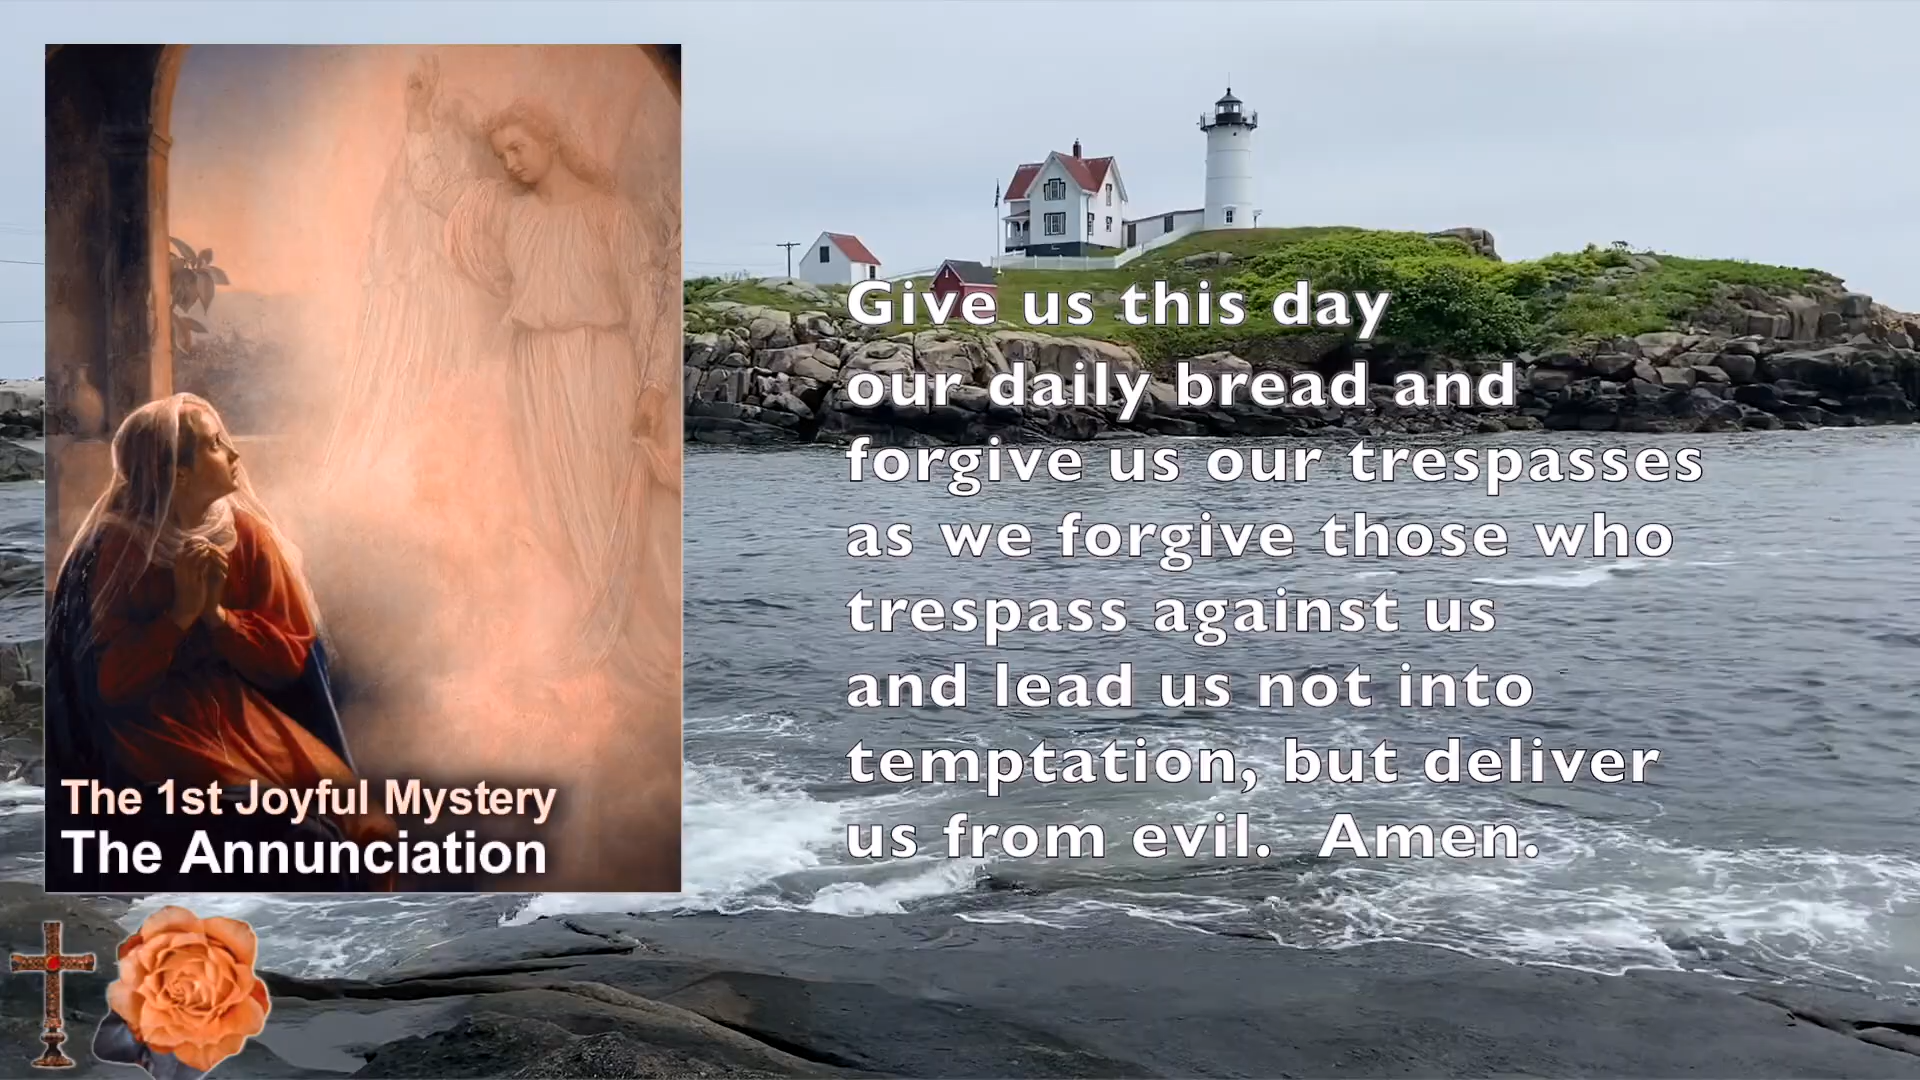 The 1st Joyful Mystery
The Annunciation
Give us this day
our daily bread and
forgive us our trespasses
as we forgive those who
trespass against us
and lead us not into
temptation, but deliver
us from evil.  Amen.